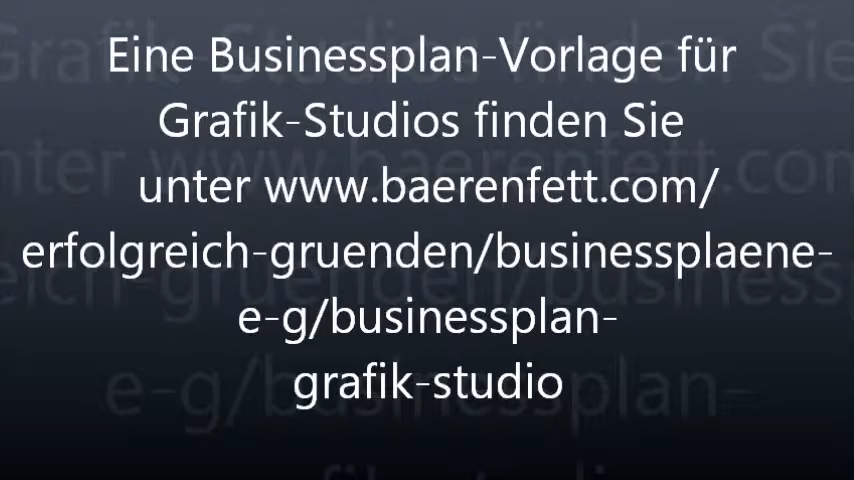 Eine Businessplan-Vorlage für
Grafik-Studios finden Sie
unter www.baerenfett.com/
erfolgreich-gruenden/businessplaene-
e-g/businessplan-
grafik-studio